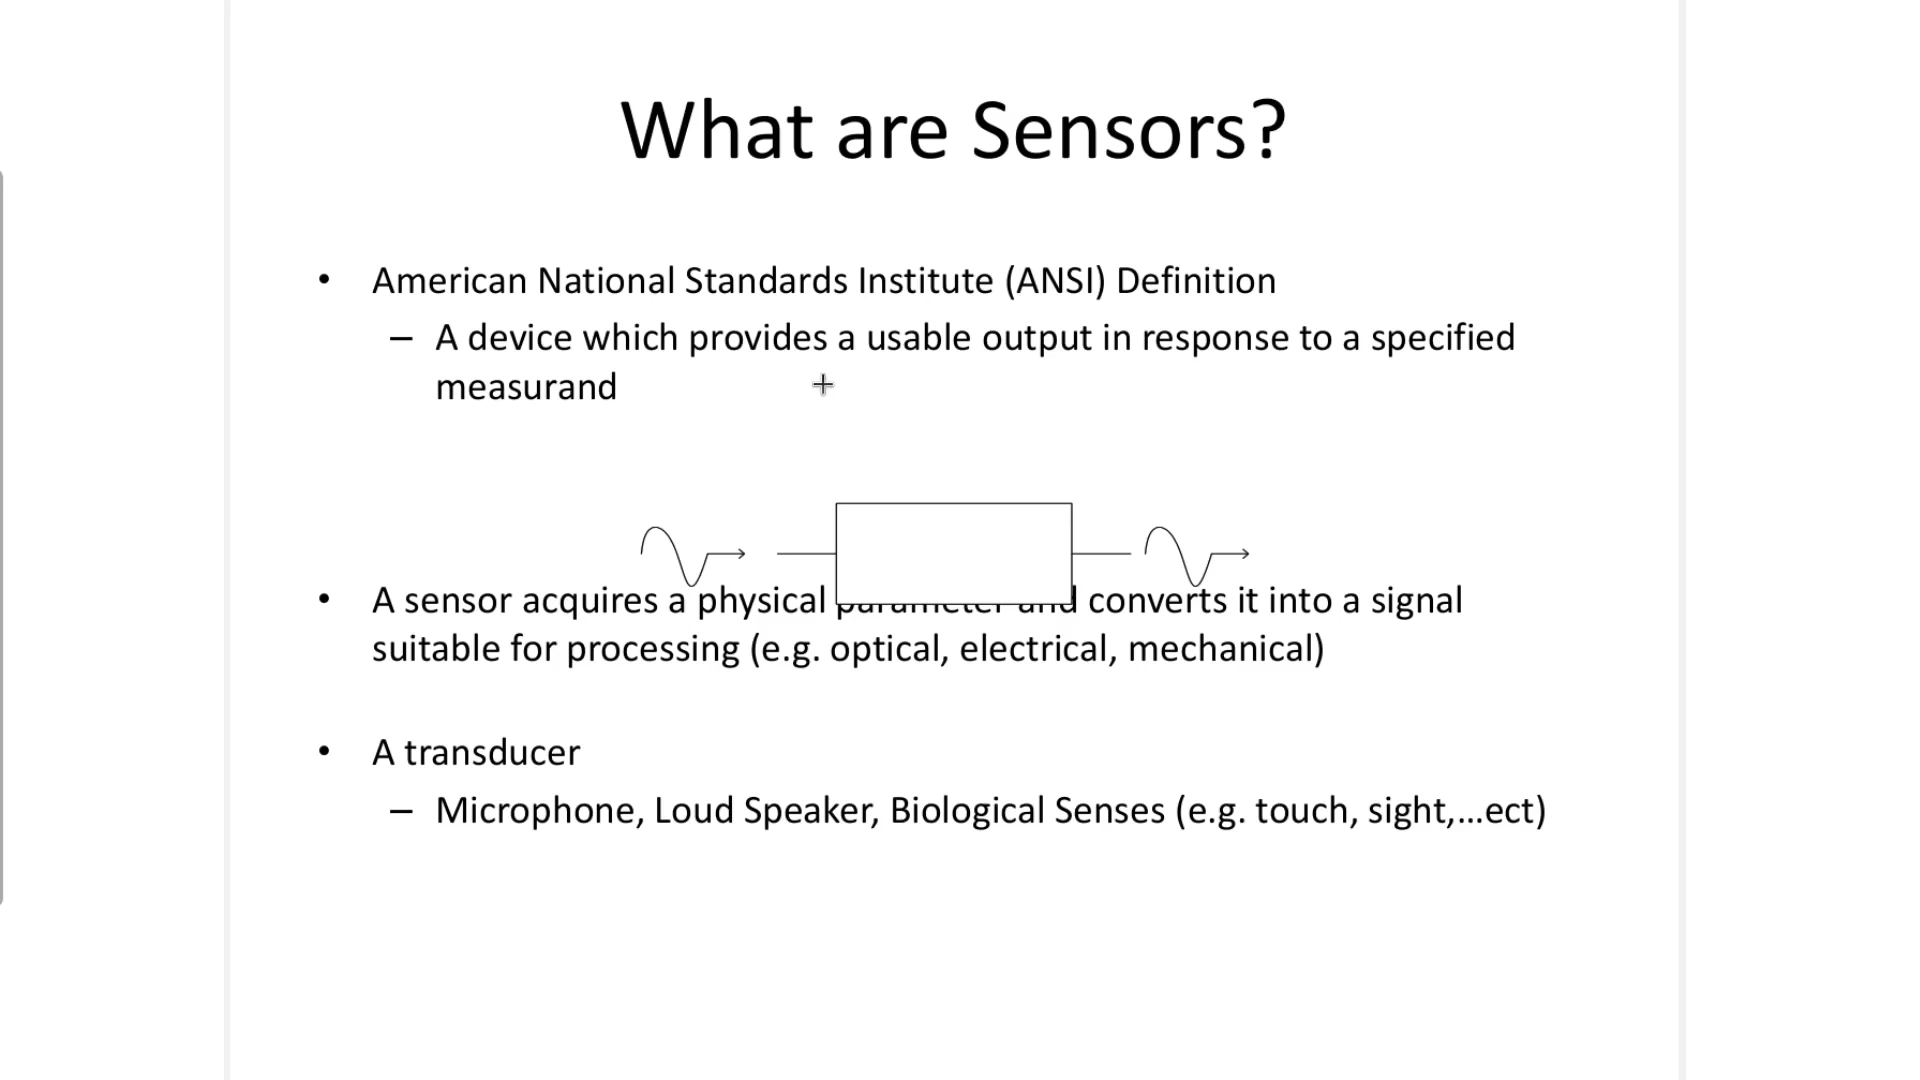 What are Sensors?
• American National Standards Institute (ANSI) Definition
– A device which provides a usable output in response to a specified
measurand
• A sensor acquires a physical parameter and converts it into a signal
suitable for processing (e.g. optical, electrical, mechanical)
• A transducer
– Microphone, Loud Speaker, Biological Senses (e.g. touch, sight,...ect)